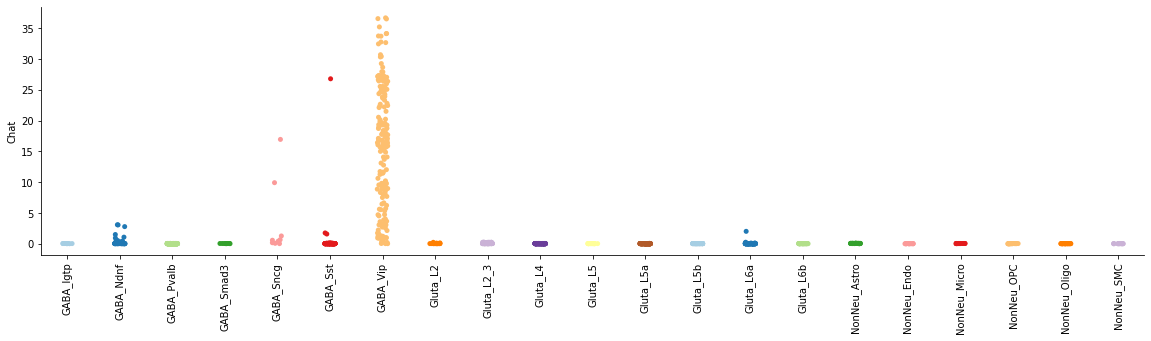 35
30
25
20
15
10
5
0
Chat
GABA_Igtp
GABA_Ndnf
GABA_Pvalb
GABA_Smad3
GABA_Sncg
GABA_Sst
GABA_Vip
Gluta_L2
Gluta_L2_3
Gluta_L4
Gluta_L5
Gluta_L5a
Gluta_L5b
Gluta_L6a
Gluta_L6b
NonNeu_Astro
NonNeu_Endo
NonNeu_Micro
NonNeu_OPC
NonNeu_Oligo
NonNeu_SMC